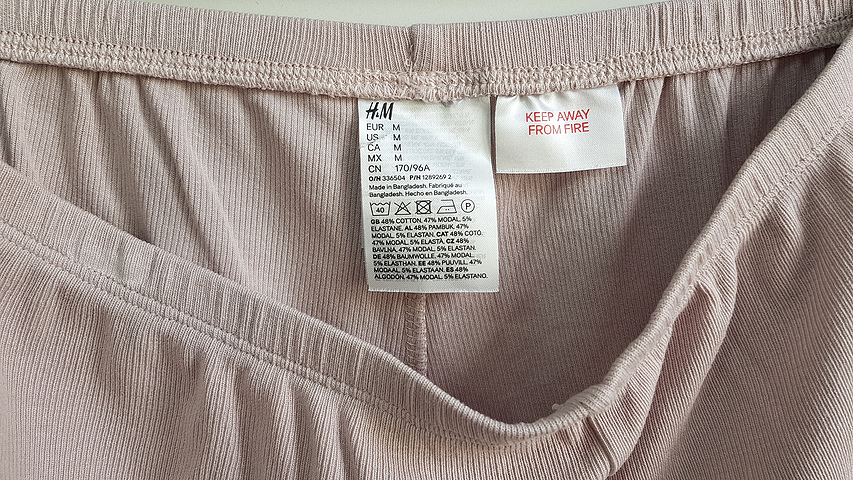 H&M
EUR M
US M
CA M
MX M
CN 170/96A
O/N 336504 P/N 1289269 2
Made in Bangladesh. Fabriqué au
Bangladesh. Hecho en Bangladesh.
40 P
GB 48% COTTON, 47% MODAL, 5%
ELASTANE. AL 48% PAMBUK, 47%
MODAL, 5% ELASTAN. CAT 48% COTÓ,
47% MODAL, 5% ELASTÀ. CZ 48%
BAVLNA, 47% MODAL, 5% ELASTAN.
DE 48% BAUMWOLLE, 47% MODAL,
5% ELASTHAN. EE 48% PUUVILL, 47%
MODAAL, 5% ELASTAAN. ES 48%
ALGODÓN, 47% MODAL, 5% ELASTANO.
KEEP AWAY
FROM FIRE